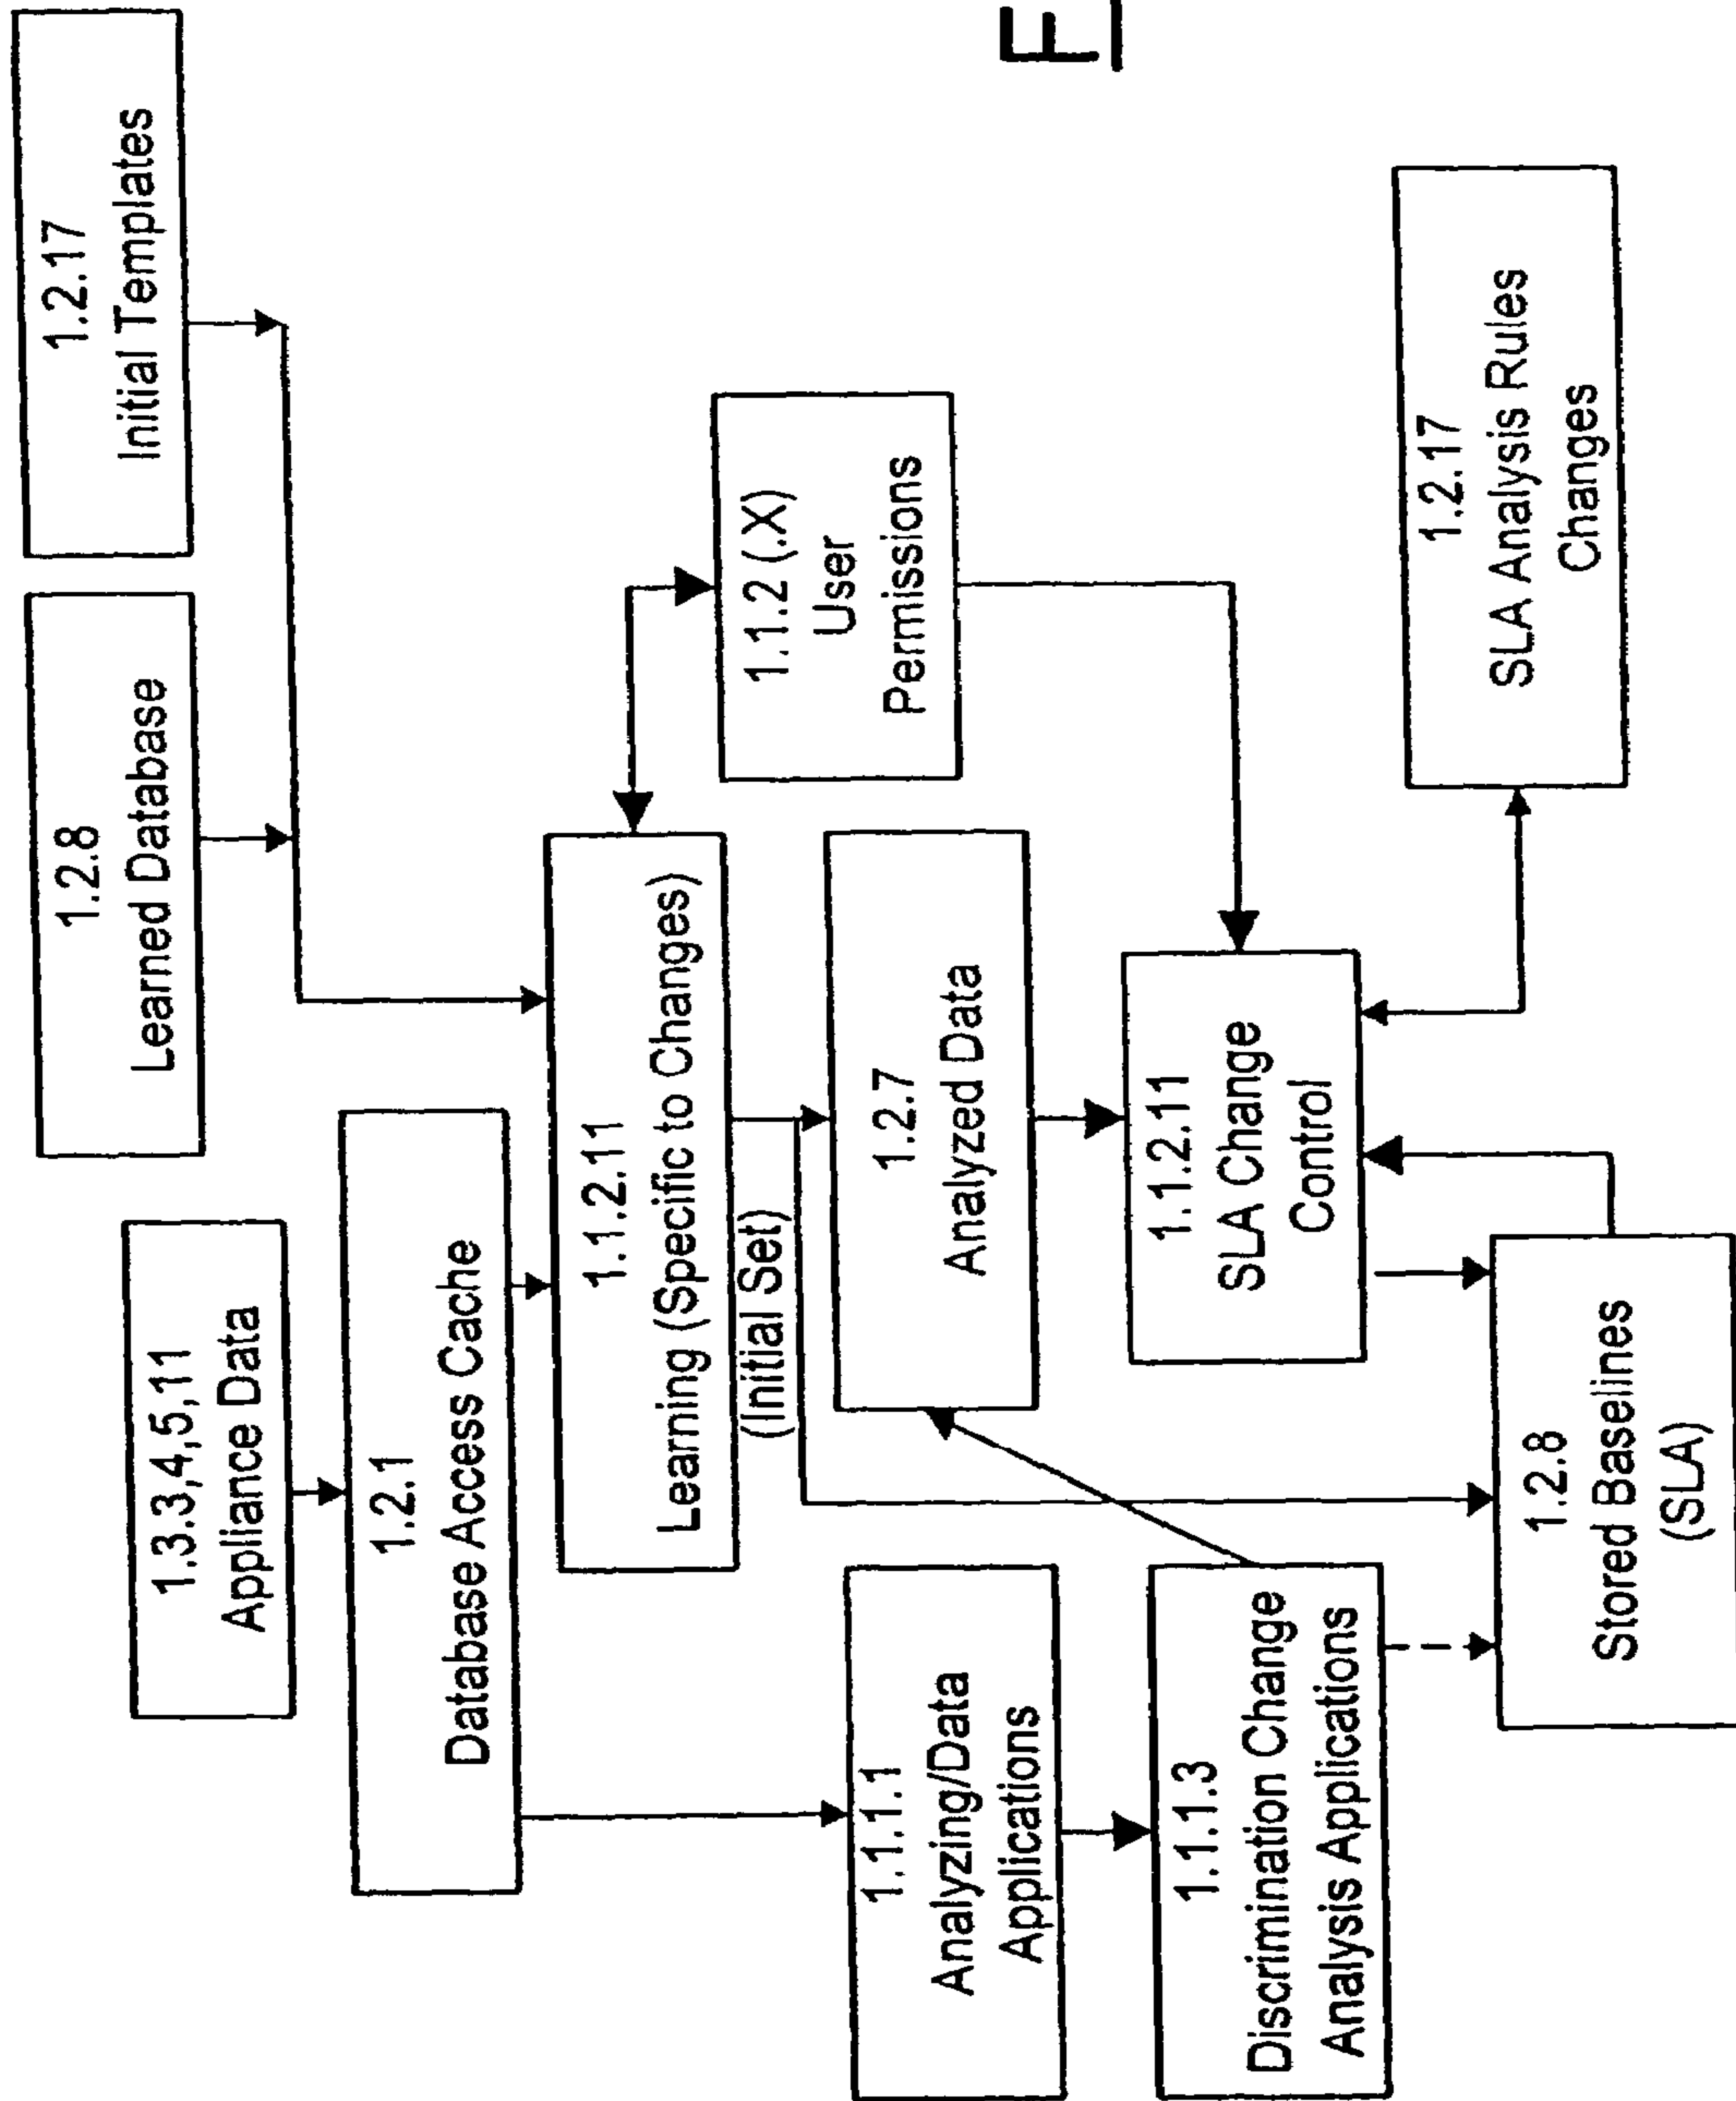 1.3.3,4,5,11
Appliance Data
1.2.8
Learned Database
1.2.17
Initial Templates
1.2.1
Database Access Cache
1.1.2.11
Learning (Specific to Changes)
(Initial Set)
1.1.2 (.X)
User
Permissions
1.1.1.1
Analyzing/Data
Applications
1.2.7
Analyzed Data
1.1.1.3
Discrimination Change
Analysis Applications
1.1.2.11
SLA Change
Control
1.2.8
Stored Baselines
(SLA)
1.2.17
SLA Analysis Rules
Changes
F